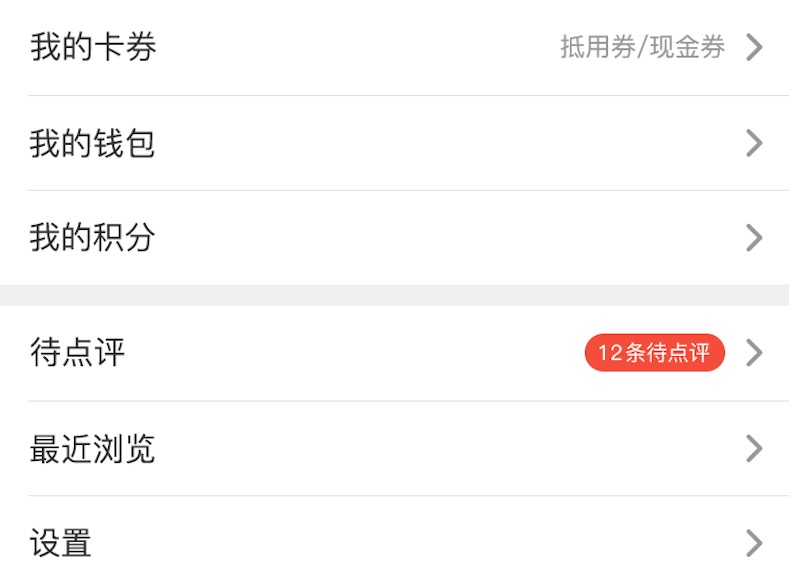 我的卡券 抵用券/现金券
我的钱包
我的积分
待点评 12条待点评
最近浏览
设置